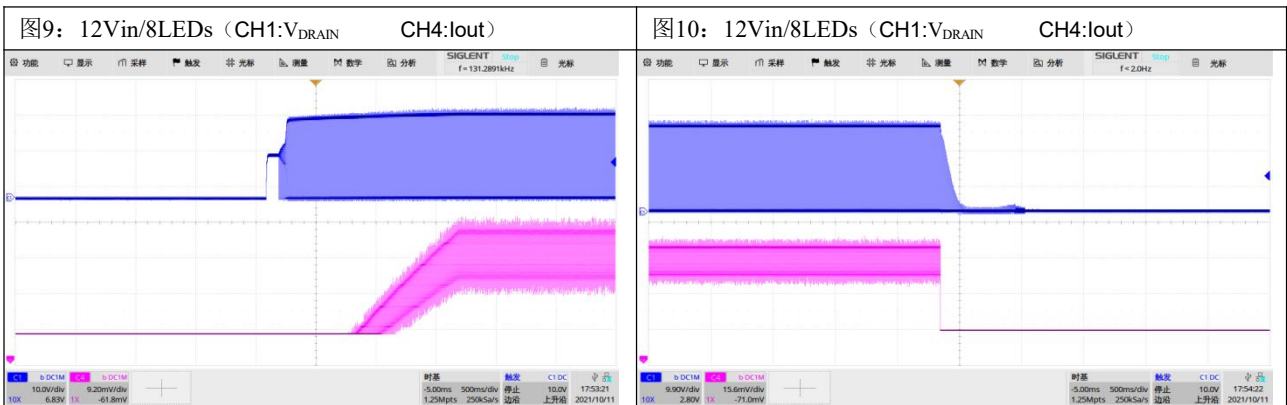 图9：12Vin/8LEDs（CH1:VDRAIN CH4:Iout）
功能 显示 采样 触发 光标 测量 数学 分析 SIGLENT Stop 光标
f = 131.2891kHz
C1 b DC1M C4 b DC1M 时基 触发 C1 DC
10.0V/div 9.20mV/div -5.00ms 500ms/div 停止 10.0V 17:53:21
10X 6.83V 1X -61.8mV 1.25Mpts 250kSa/s 边沿 上升沿 2021/10/11
图10：12Vin/8LEDs（CH1:VDRAIN CH4:Iout）
功能 显示 采样 触发 光标 测量 数学 分析 SIGLENT Stop 光标
f < 2.0Hz
C1 b DC1M C4 b DC1M 时基 触发 C1 DC
9.90V/div 15.6mV/div -5.00ms 500ms/div 停止 10.0V 17:54:22
10X 2.80V 1X -71.0mV 1.25Mpts 250kSa/s 边沿 上升沿 2021/10/11